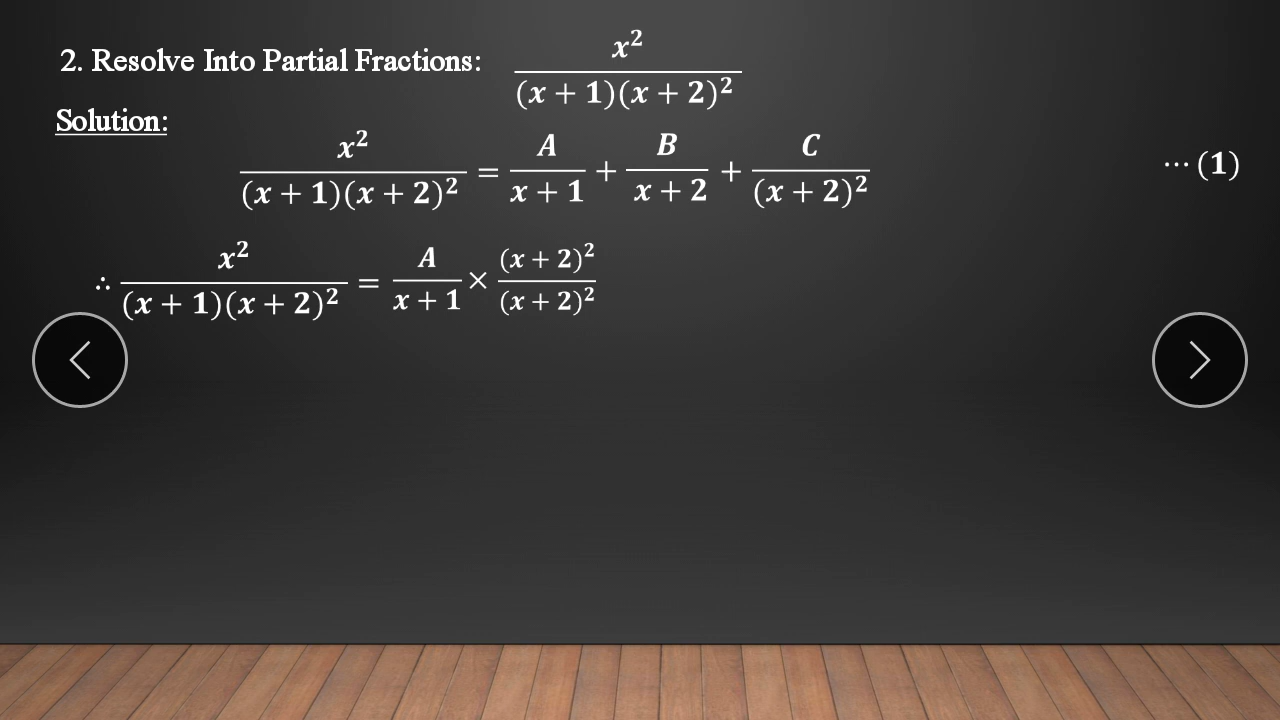 2. Resolve Into Partial Fractions: x²/((x + 1)(x + 2)²)
Solution:
x²/((x + 1)(x + 2)²) = A/(x + 1) + B/(x + 2) + C/(x + 2)² ⋯ (1)
∴ x²/((x + 1)(x + 2)²) = A/(x + 1) × (x + 2)²/(x + 2)²